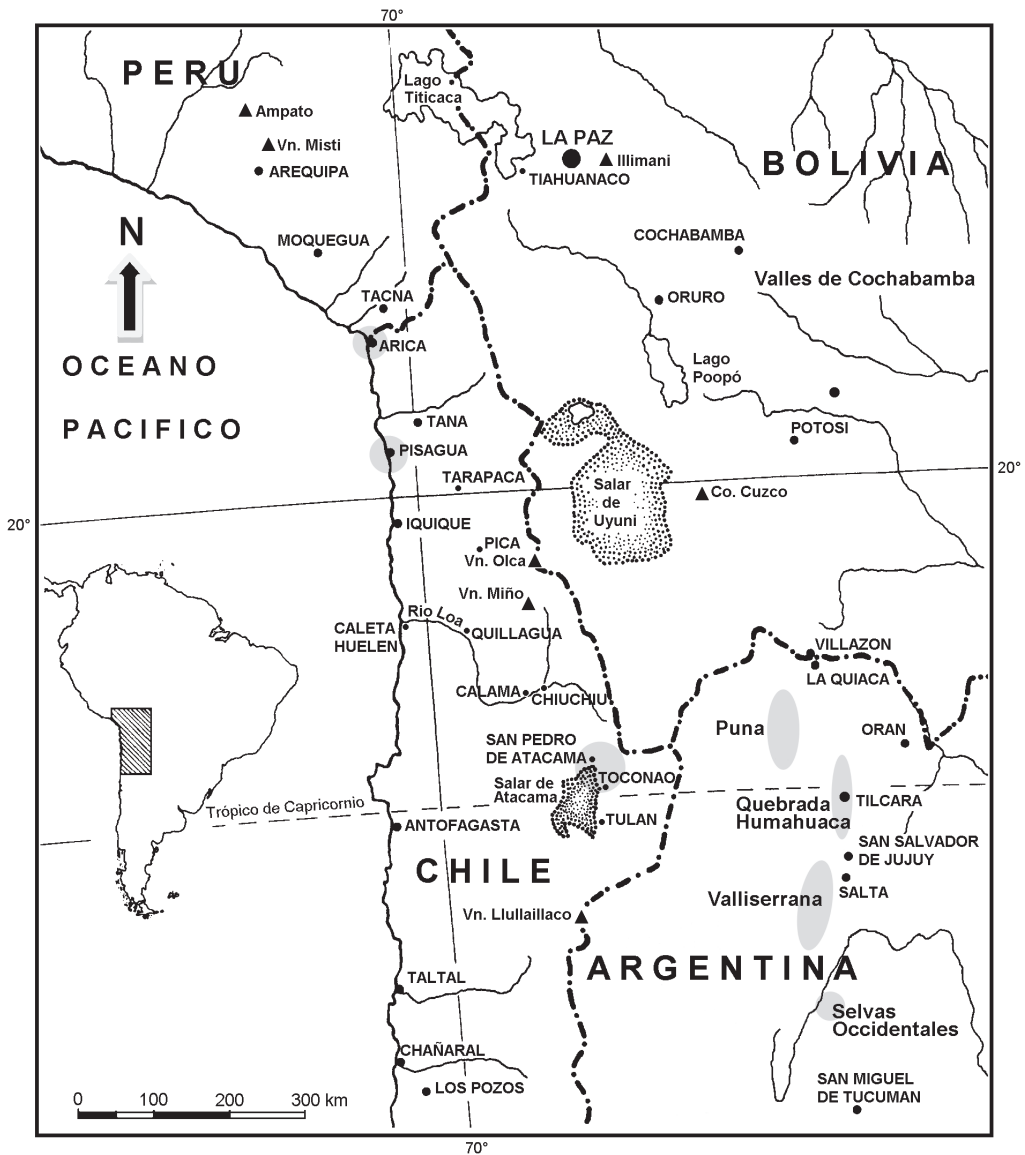 70°
PERU
Lago
Titicaca
Ampato
Vn. Misti
AREQUIPA
LA PAZ
Illimani
TIAHUANACO
BOLIVIA
N
MOQUEGUA
COCHABAMBA
Valles de Cochabamba
TACNA
ORURO
ARICA
OCEANO
PACIFICO
Lago
Poopó
TANA
POTOSI
PISAGUA
TARAPACA
20°
Salar
de
Uyuni
Co. Cuzco
20°
IQUIQUE
PICA
Vn. Olca
Vn. Miño
Rio Loa
CALETA
HUELEN
QUILLAGUA
VILLAZON
LA QUIACA
CALAMA
CHIUCHIU
Puna
ORAN
SAN PEDRO
DE ATACAMA
TOCONAO
Salar de
Atacama
Trópico de Capricornio
Quebrada
Humahuaca
TILCARA
ANTOFAGASTA
TULAN
SAN SALVADOR
DE JUJUY
CHILE
SALTA
Valliserrana
Vn. Llullaillaco
ARGENTINA
TALTAL
Selvas
Occidentales
CHAÑARAL
LOS POZOS
SAN MIGUEL
DE TUCUMAN
0 100 200 300 km
70°